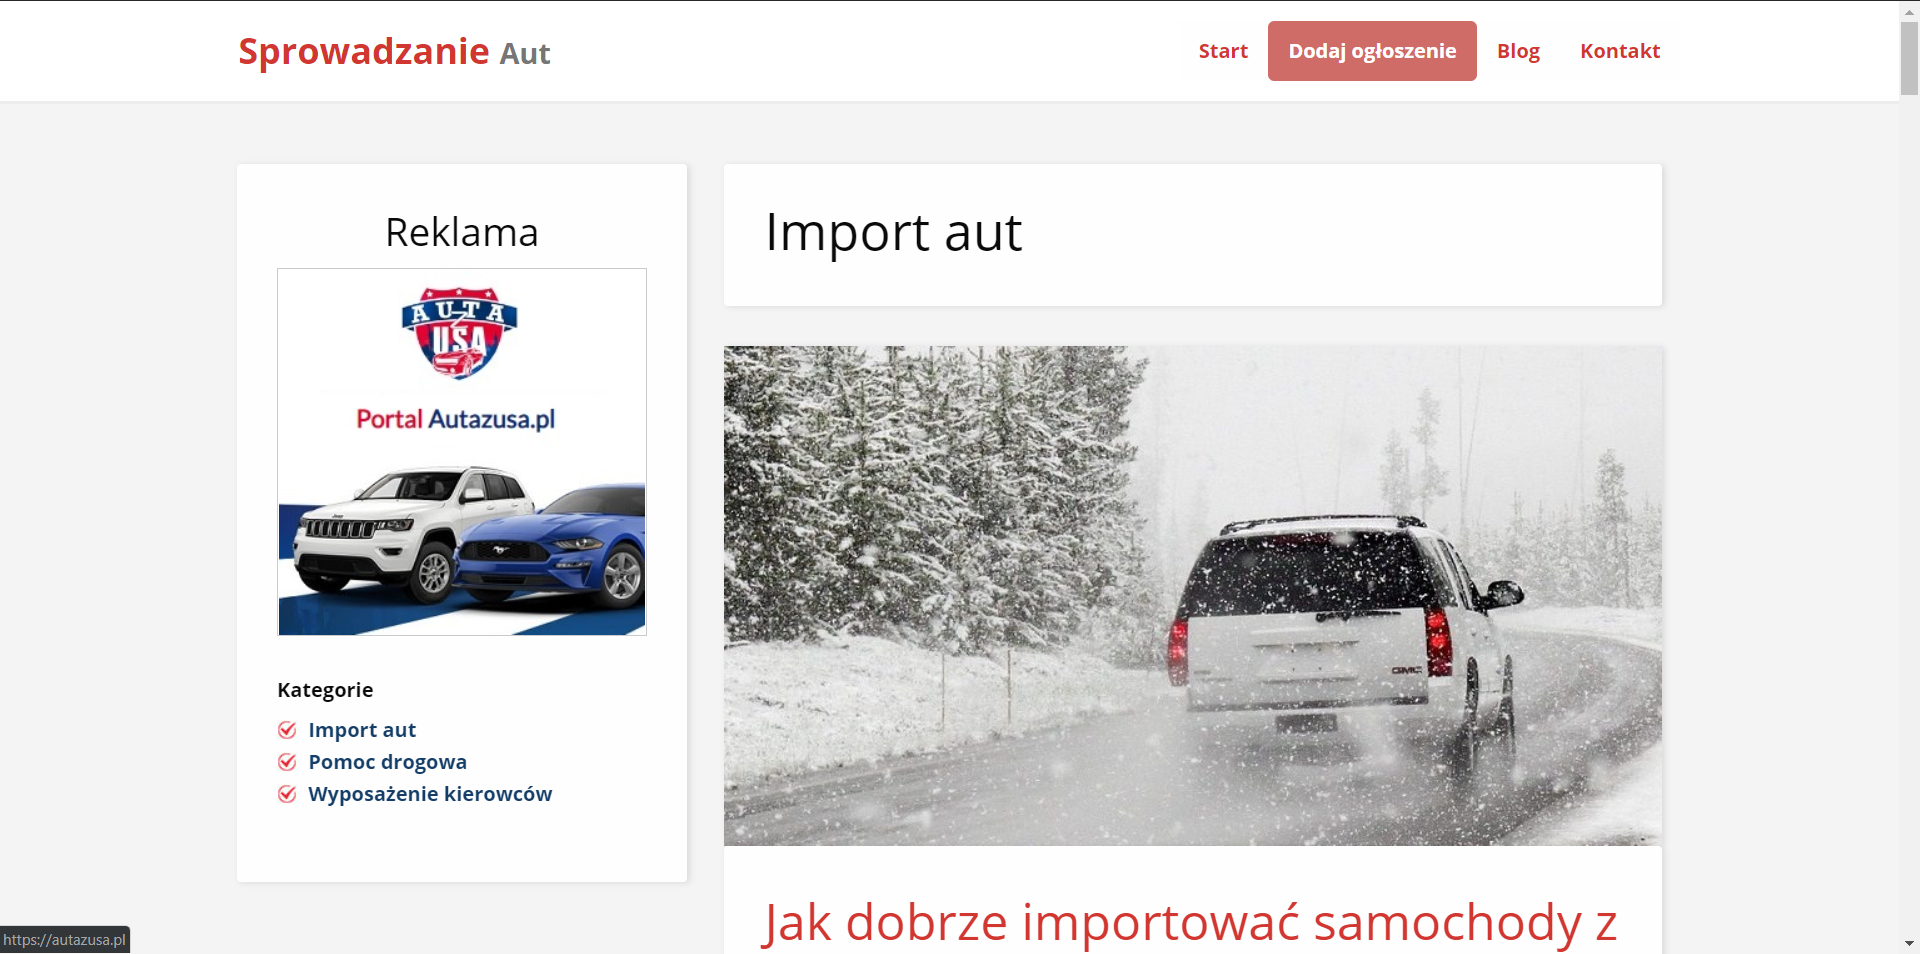 Sprowadzanie Aut
Start
Dodaj ogłoszenie
Blog
Kontakt
Reklama
AUTA
USA
Portal Autazusa.pl
Kategorie
Import aut
Pomoc drogowa
Wyposażenie kierowców
Import aut
GMC
Jak dobrze importować samochody z
https://autazusa.pl